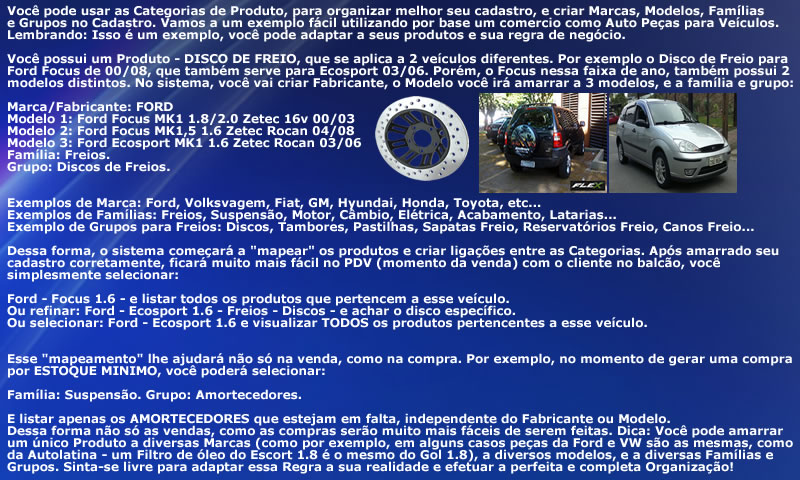 Você pode usar as Categorias de Produto, para organizar melhor seu cadastro, e criar Marcas, Modelos, Famílias
e Grupos no Cadastro. Vamos a um exemplo fácil utilizando por base um comercio como Auto Peças para Veículos.
Lembrando: Isso é um exemplo, você pode adaptar a seus produtos e sua regra de negócio.
Você possui um Produto - DISCO DE FREIO, que se aplica a 2 veículos diferentes. Por exemplo o Disco de Freio para
Ford Focus de 00/08, que também serve para Ecosport 03/06. Porém, o Focus nessa faixa de ano, também possui 2
modelos distintos. No sistema, você vai criar Fabricante, o Modelo você irá amarrar a 3 modelos, e a família e grupo:
Marca/Fabricante: FORD
Modelo 1: Ford Focus MK1 1.8/2.0 Zetec 16v 00/03
Modelo 2: Ford Focus MK1,5 1.6 Zetec Rocan 04/08
Modelo 3: Ford Ecosport MK1 1.6 Zetec Rocan 03/06
Família: Freios.
Grupo: Discos de Freios.
FLEX
Exemplos de Marca: Ford, Volksvagem, Fiat, GM, Hyundai, Honda, Toyota, etc...
Exemplos de Famílias: Freios, Suspensão, Motor, Câmbio, Elétrica, Acabamento, Latarias...
Exemplo de Grupos para Freios: Discos, Tambores, Pastilhas, Sapatas Freio, Reservatórios Freio, Canos Freio...
Dessa forma, o sistema começará a "mapear" os produtos e criar ligações entre as Categorias. Após amarrado seu
cadastro corretamente, ficará muito mais fácil no PDV (momento da venda) com o cliente no balcão, você
simplesmente selecionar:
Ford - Focus 1.6 - e listar todos os produtos que pertencem a esse veículo.
Ou refinar: Ford - Ecosport 1.6 - Freios - Discos - e achar o disco específico.
Ou selecionar: Ford - Ecosport 1.6 e visualizar TODOS os produtos pertencentes a esse veículo.
Esse "mapeamento" lhe ajudará não só na venda, como na compra. Por exemplo, no momento de gerar uma compra
por ESTOQUE MINIMO, você poderá selecionar:
Família: Suspensão. Grupo: Amortecedores.
E listar apenas os AMORTECEDORES que estejam em falta, independente do Fabricante ou Modelo.
Dessa forma não só as vendas, como as compras serão muito mais fáceis de serem feitas. Dica: Você pode amarrar
um único Produto a diversas Marcas (como por exemplo, em alguns casos peças da Ford e VW são as mesmas, como
da Autolatina - um Filtro de óleo do Escort 1.8 é o mesmo do Gol 1.8), a diversos modelos, e a diversas Famílias e
Grupos. Sinta-se livre para adaptar essa Regra a sua realidade e efetuar a perfeita e completa Organização!